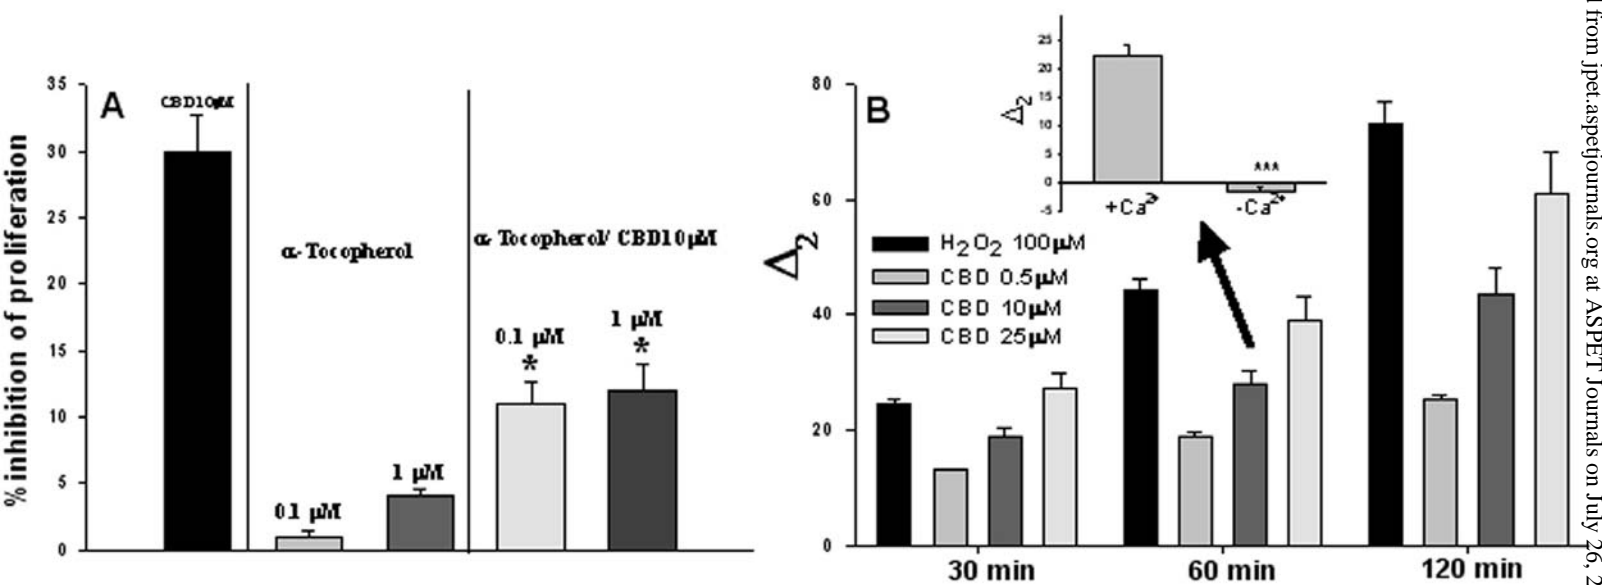 A
% inhibition of proliferation
35
30
25
20
15
10
5
0
CBD10µM
α-Tocopherol
0.1 µM
1 µM
α-Tocopherol/ CBD10µM
0.1 µM
*
1 µM
*
B
Δ2
80
60
40
20
0
H2O2 100µM
CBD 0.5µM
CBD 10µM
CBD 25µM
30 min
60 min
120 min
Δ2
25
20
15
10
5
0
-5
***
+Ca2+
-Ca2+
from jpet.aspetjournals.org at ASPET Journals on July 26, 2